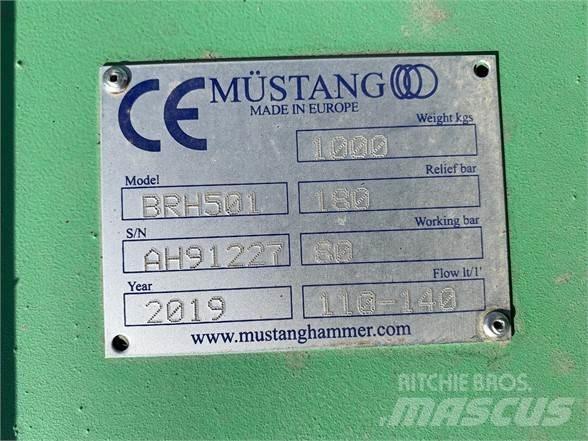 CE MÜSTANG
MADE IN EUROPE
Weight kgs
1000
Model
BRH501
Relief bar
180
S/N
AH91227
Working bar
80
Year
2019
Flow lt/1'
110-140
www.mustanghammer.com
RITCHIE BROS.
MASCUS